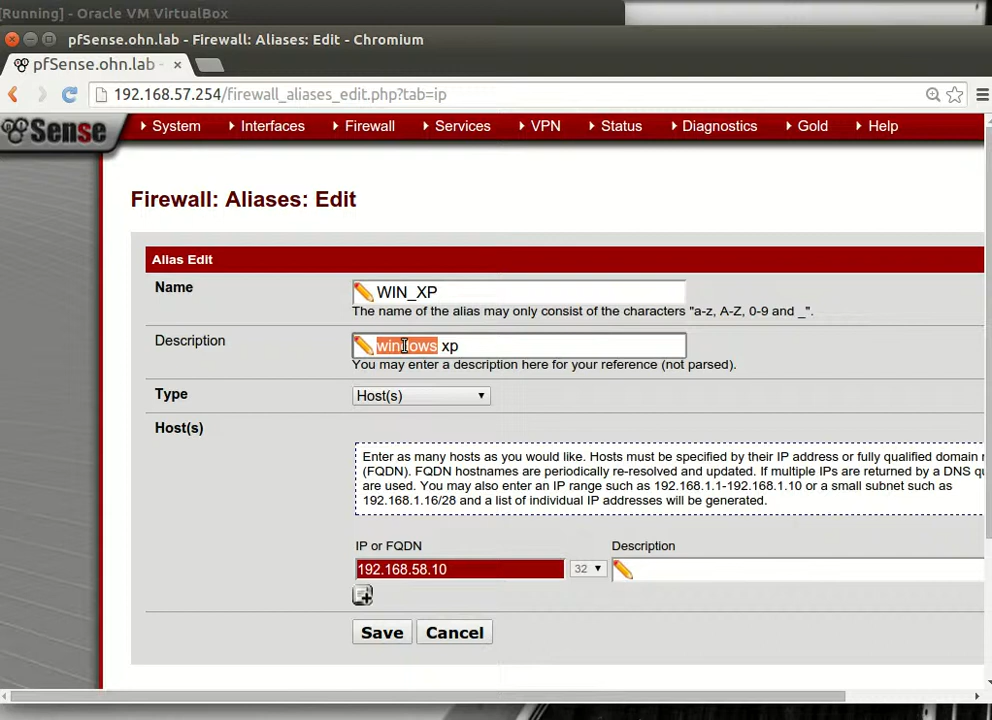 [Running] - Oracle VM VirtualBox
pfSense.ohn.lab - Firewall: Aliases: Edit - Chromium
pfSense.ohn.lab -
192.168.57.254/firewall_aliases_edit.php?tab=ip
Sense System Interfaces Firewall Services VPN Status Diagnostics Gold Help
Firewall: Aliases: Edit
Alias Edit
Name WIN_XP
The name of the alias may only consist of the characters "a-z, A-Z, 0-9 and _".
Description windows xp
You may enter a description here for your reference (not parsed).
Type Host(s)
Host(s)
Enter as many hosts as you would like. Hosts must be specified by their IP address or fully qualified domain
(FQDN). FQDN hostnames are periodically re-resolved and updated. If multiple IPs are returned by a DNS
are used. You may also enter an IP range such as 192.168.1.1-192.168.1.10 or a small subnet such as
192.168.1.16/28 and a list of individual IP addresses will be generated.
IP or FQDN Description
192.168.58.10 32
Save Cancel